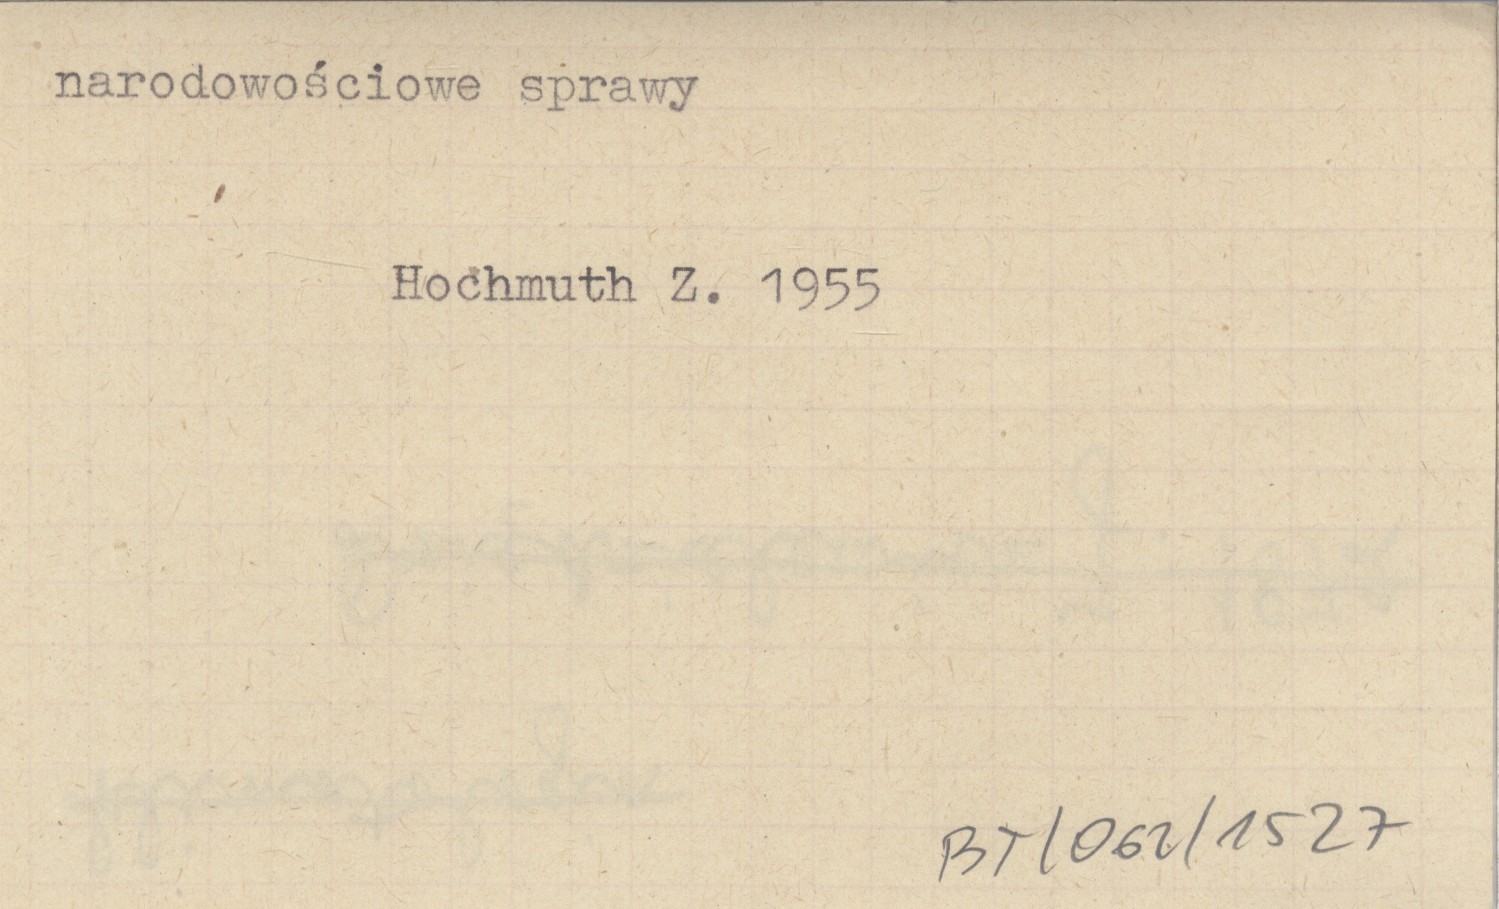 narodowościowe sprawy
Hochmuth Z. 1955
BT/062/1527